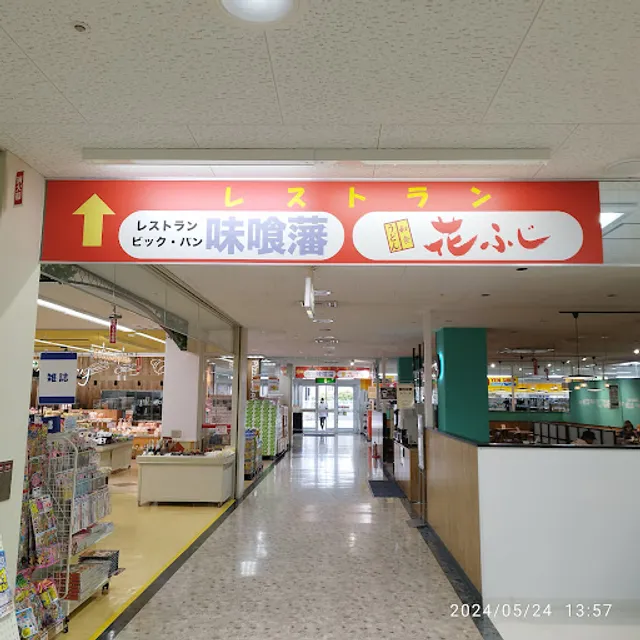 レストラン
レストラン
ビック・バン
味喰藩
花ふじ
雑誌
2024/05/24 13:57